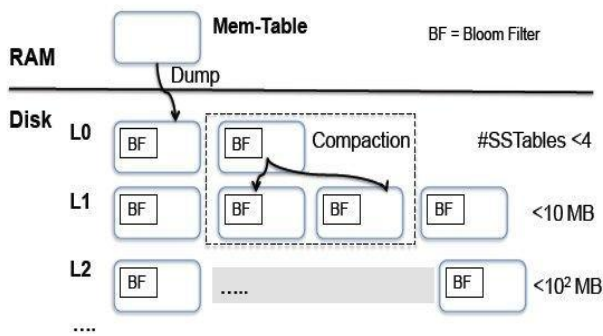 Mem-Table
BF = Bloom Filter
RAM
Dump
Disk
L0 BF BF Compaction #SSTables <4
L1 BF BF BF BF <10 MB
L2 BF ..... BF <10² MB
....